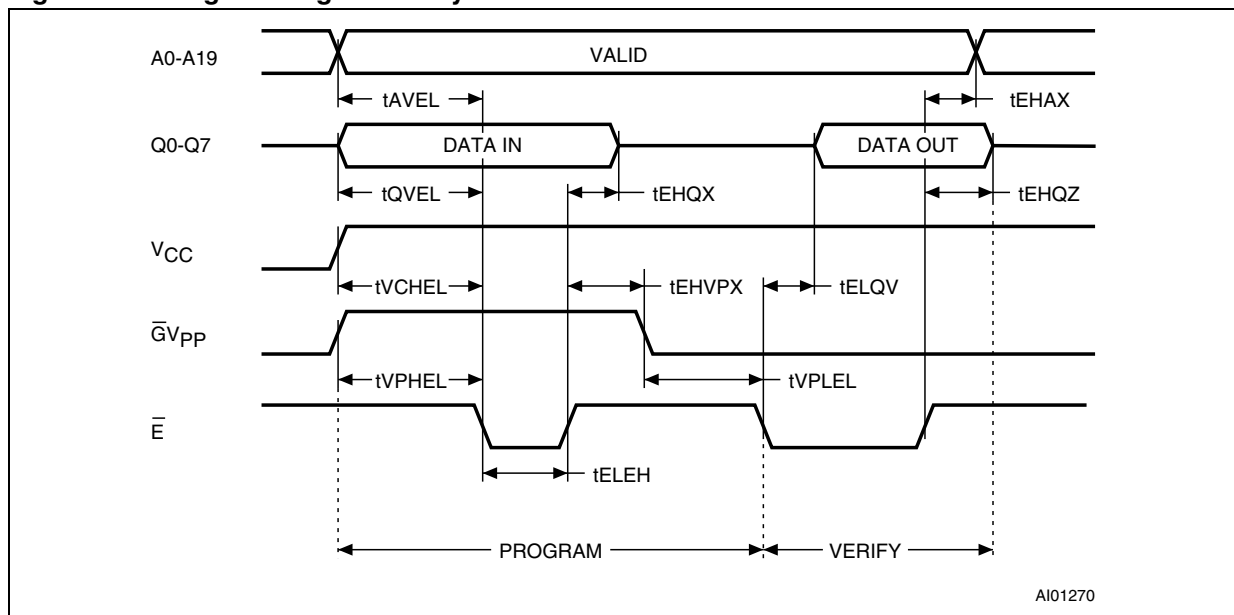 A0-A19
VALID
tAVEL
tEHAX
Q0-Q7
DATA IN
DATA OUT
tQVEL
tEHQX
tEHQZ
VCC
tVCHEL
tEHVPX
tELQV
G̅VPP
tVPHEL
tVPLEL
E̅
tELEH
PROGRAM
VERIFY
AI01270